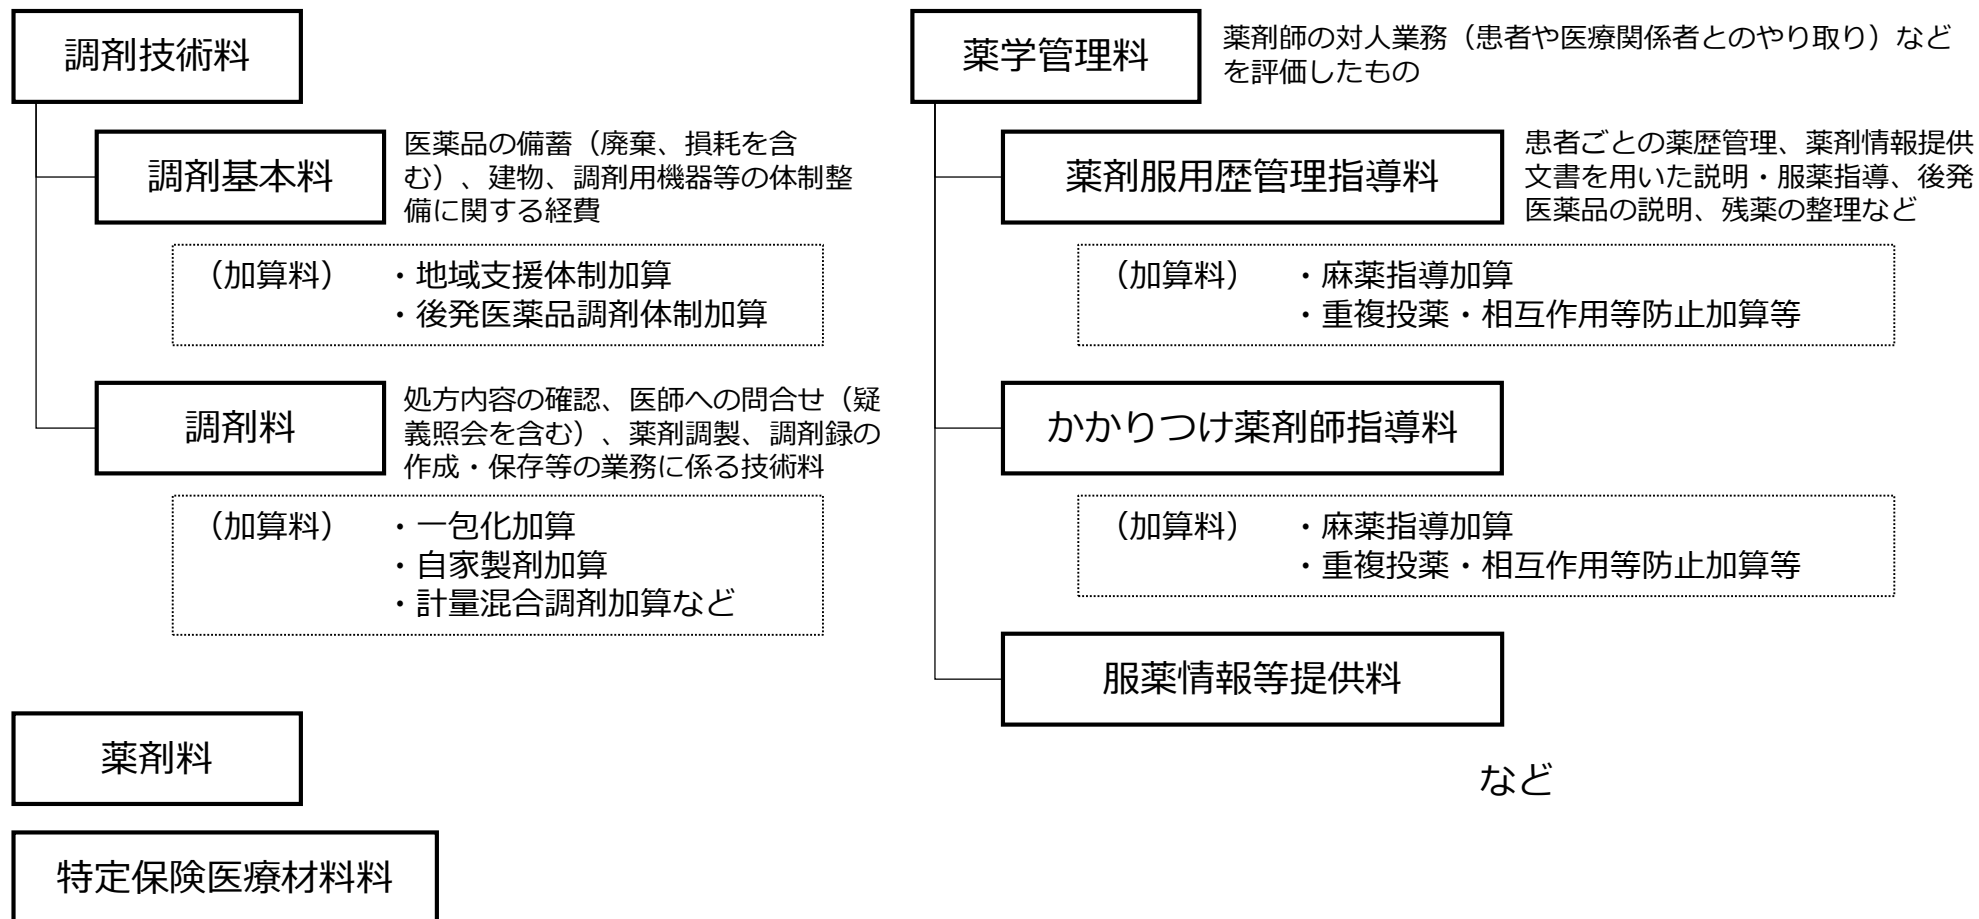 調剤技術料
調剤基本料
医薬品の備蓄（廃棄、損耗を含
む）、建物、調剤用機器等の体制整
備に関する経費
（加算料）　・地域支援体制加算
・後発医薬品調剤体制加算
調剤料
処方内容の確認、医師への問合せ（疑
義照会を含む）、薬剤調製、調剤録の
作成・保存等の業務に係る技術料
（加算料）　・一包化加算
・自家製剤加算
・計量混合調剤加算など
薬剤料
特定保険医療材料料
薬学管理料
薬剤師の対人業務（患者や医療関係者とのやり取り）など
を評価したもの
薬剤服用歴管理指導料
患者ごとの薬歴管理、薬剤情報提供
文書を用いた説明・服薬指導、後発
医薬品の説明、残薬の整理など
（加算料）　・麻薬指導加算
・重複投薬・相互作用等防止加算等
かかりつけ薬剤師指導料
（加算料）　・麻薬指導加算
・重複投薬・相互作用等防止加算等
服薬情報等提供料
など